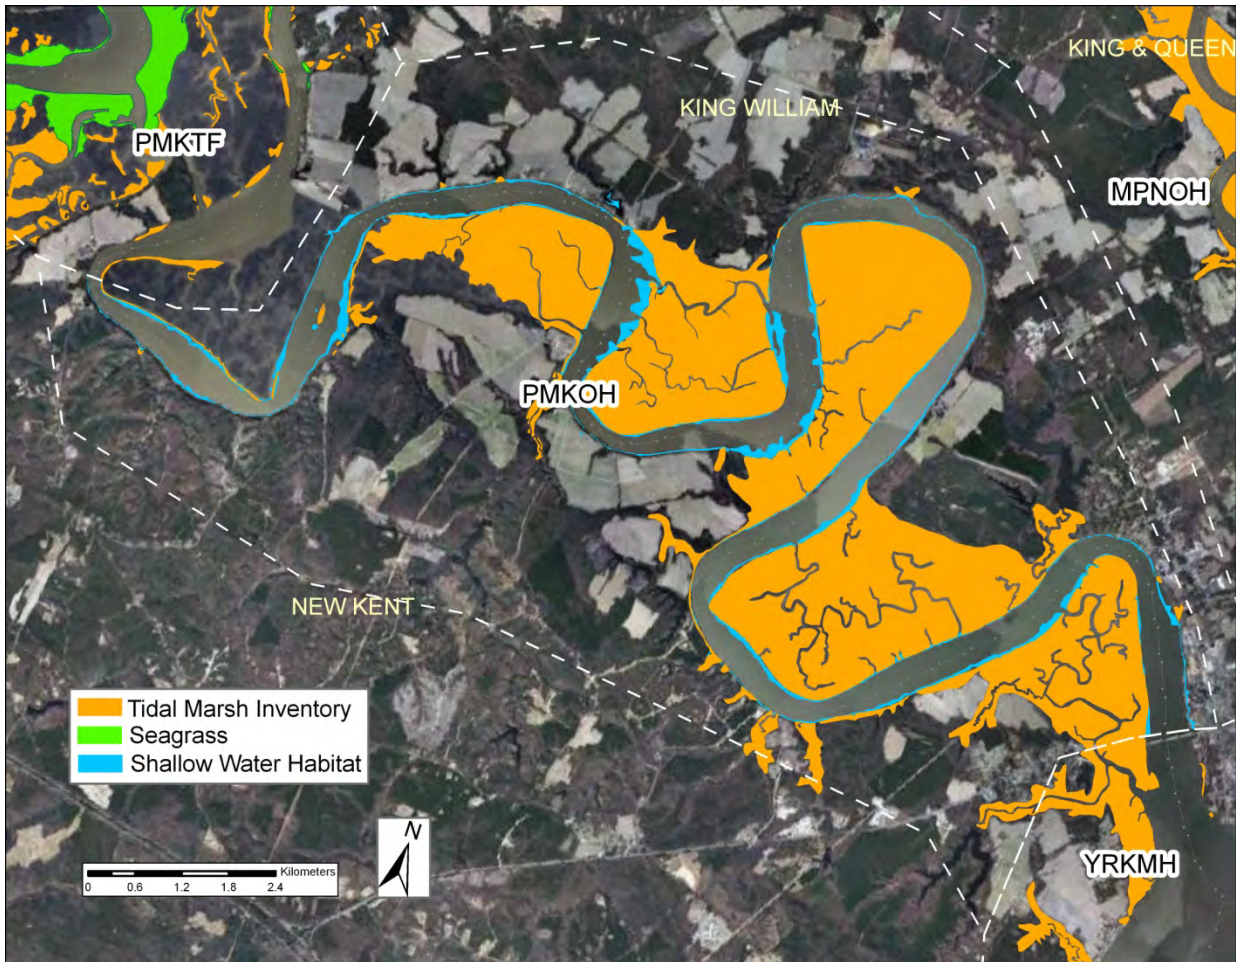 KING & QUEEN
KING WILLIAM
PMKTF
MPNOH
PMKOH
NEW KENT
Tidal Marsh Inventory
Seagrass
Shallow Water Habitat
N
Kilometers
0 0.6 1.2 1.8 2.4
YRKMH